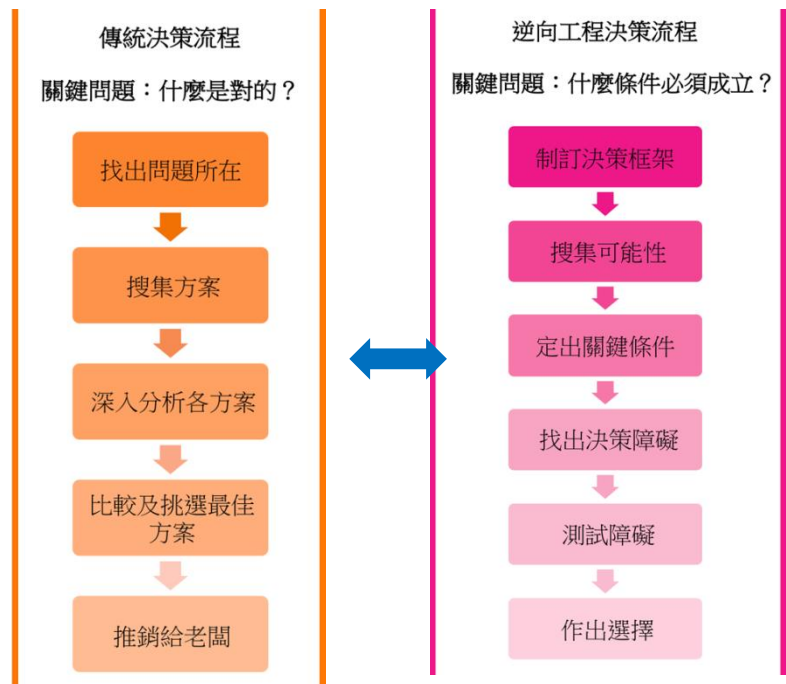 傳統決策流程
關鍵問題：什麼是對的？
找出問題所在
搜集方案
深入分析各方案
比較及挑選最佳
方案
推銷給老闆
逆向工程決策流程
關鍵問題：什麼條件必須成立？
制訂決策框架
搜集可能性
定出關鍵條件
找出決策障礙
測試障礙
作出選擇